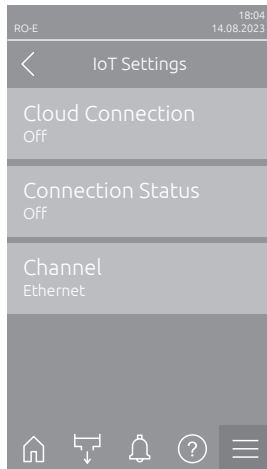 18:04
RO-E 14.08.2023
IoT Settings
Cloud Connection
Off
Connection Status
Off
Channel
Ethernet
?